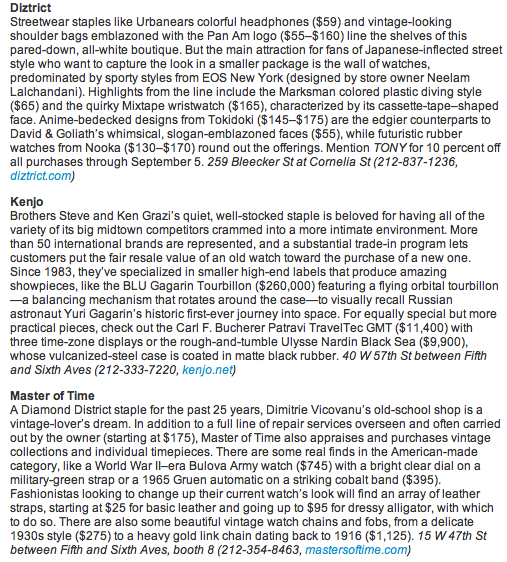 Diztrict
Streetwear staples like Urbanears colorful headphones ($59) and vintage-looking
shoulder bags emblazoned with the Pan Am logo ($55–$160) line the shelves of this
pared-down, all-white boutique. But the main attraction for fans of Japanese-inflected street
style who want to capture the look in a smaller package is the wall of watches,
predominated by sporty styles from EOS New York (designed by store owner Neelam
Lalchandani). Highlights from the line include the Marksman colored plastic diving style
($65) and the quirky Mixtape wristwatch ($165), characterized by its cassette-tape–shaped
face. Anime-bedecked designs from Tokidoki ($145–$175) are the edgier counterparts to
David & Goliath's whimsical, slogan-emblazoned faces ($55), while futuristic rubber
watches from Nooka ($130–$170) round out the offerings. Mention TONY for 10 percent off
all purchases through September 5. 259 Bleecker St at Cornelia St (212-837-1236,
diztrict.com)
Kenjo
Brothers Steve and Ken Grazi's quiet, well-stocked staple is beloved for having all of the
variety of its big midtown competitors crammed into a more intimate environment. More
than 50 international brands are represented, and a substantial trade-in program lets
customers put the fair resale value of an old watch toward the purchase of a new one.
Since 1983, they've specialized in smaller high-end labels that produce amazing
showpieces, like the BLU Gagarin Tourbillon ($260,000) featuring a flying orbital tourbillon
—a balancing mechanism that rotates around the case—to visually recall Russian
astronaut Yuri Gagarin's historic first-ever journey into space. For equally special but more
practical pieces, check out the Carl F. Bucherer Patravi TravelTec GMT ($11,400) with
three time-zone displays or the rough-and-tumble Ulysse Nardin Black Sea ($9,900),
whose vulcanized-steel case is coated in matte black rubber. 40 W 57th St between Fifth
and Sixth Aves (212-333-7220, kenjo.net)
Master of Time
A Diamond District staple for the past 25 years, Dimitrie Vicovanu's old-school shop is a
vintage-lover's dream. In addition to a full line of repair services overseen and often carried
out by the owner (starting at $175), Master of Time also appraises and purchases vintage
collections and individual timepieces. There are some real finds in the American-made
category, like a World War II–era Bulova Army watch ($745) with a bright clear dial on a
military-green strap or a 1965 Gruen automatic on a striking cobalt band ($395).
Fashionistas looking to change up their current watch's look will find an array of leather
straps, starting at $25 for basic leather and going up to $95 for dressy alligator, with which
to do so. There are also some beautiful vintage watch chains and fobs, from a delicate
1930s style ($275) to a heavy gold link chain dating back to 1916 ($1,125). 15 W 47th St
between Fifth and Sixth Aves, booth 8 (212-354-8463, mastersoftime.com)